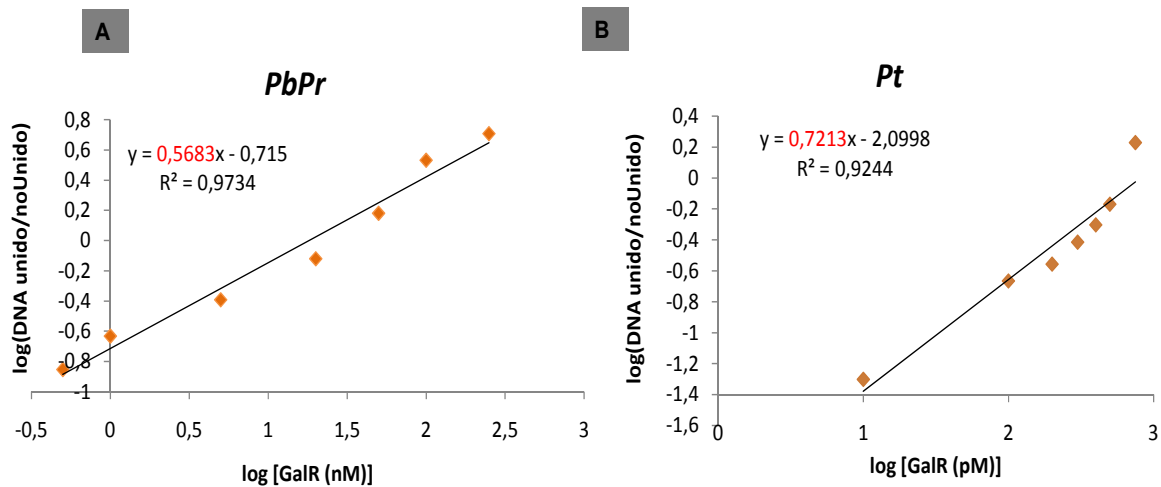 A
PbPr
y = 0,5683x - 0,715
R² = 0,9734
0,8
0,6
0,4
0,2
0
-0,2
-0,4
-0,6
-0,8
-1
-0,5
0
0,5
1
1,5
2
2,5
3
log(DNA unido/noUnido)
log [GalR (nM)]
B
Pt
y = 0,7213x - 2,0998
R² = 0,9244
0,4
0,2
0
-0,2
-0,4
-0,6
-0,8
-1
-1,2
-1,4
-1,6
0
1
2
3
log(DNA unido/noUnido)
log [GalR (pM)]